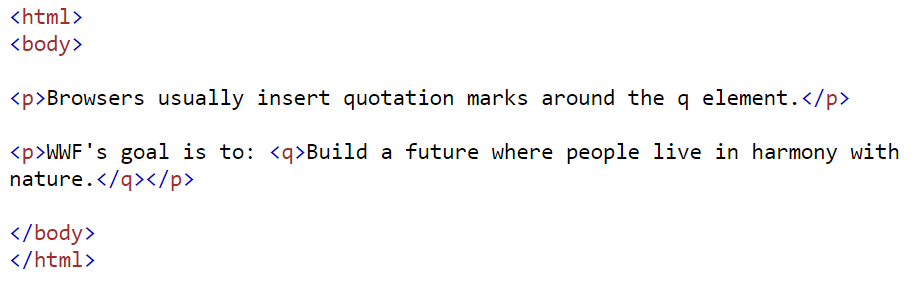 <html>
<body>
<p>Browsers usually insert quotation marks around the q element.</p>
<p>WWF's goal is to: <q>Build a future where people live in harmony with
nature.</q></p>
</body>
</html>